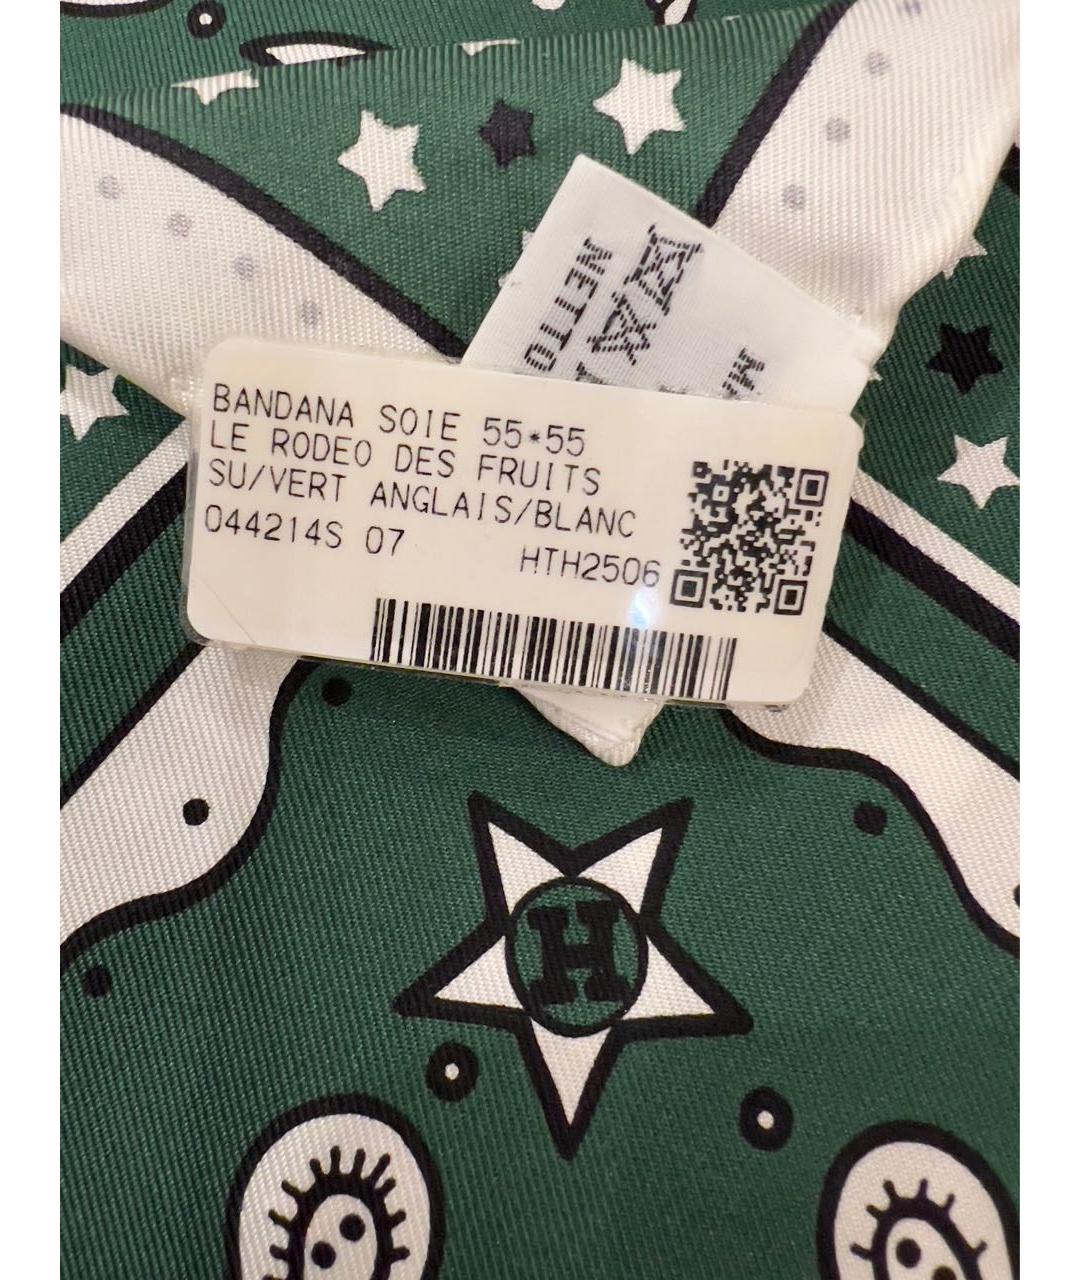 BANDANA SOIE 55*55
LE RODEO DES FRUITS
SU/VERT ANGLAIS/BLANC
044214S 07 HTH2506
H